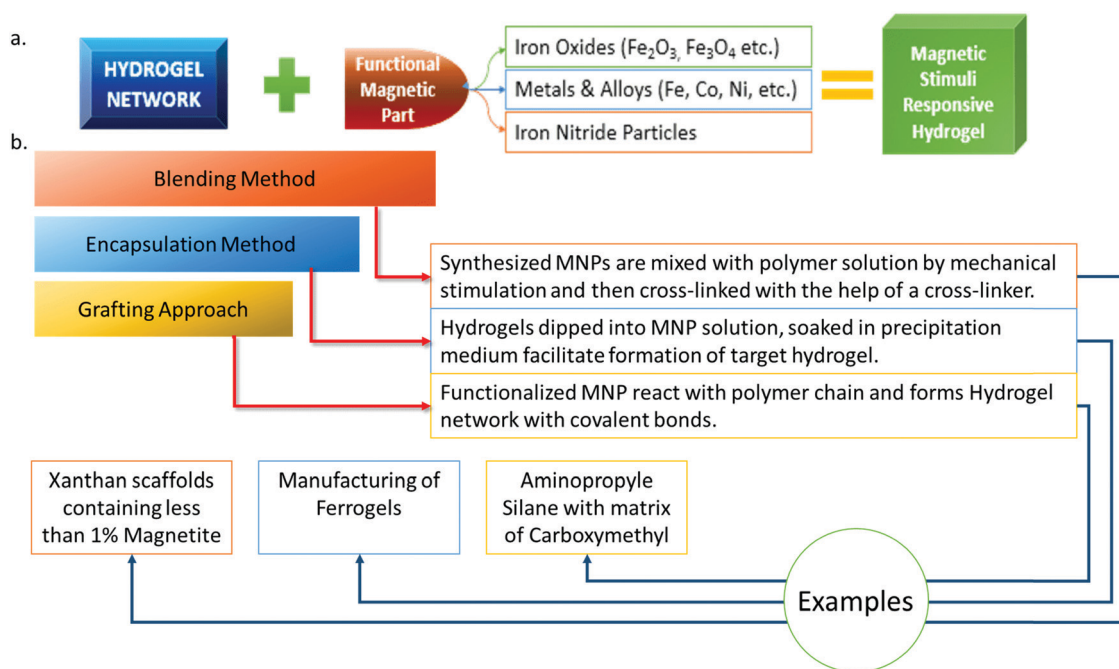 a.
HYDROGEL
NETWORK
Functional
Magnetic
Part
Iron Oxides (Fe₂O₃, Fe₃O₄ etc.)
Metals & Alloys (Fe, Co, Ni, etc.)
Iron Nitride Particles
Magnetic
Stimuli
Responsive
Hydrogel
b.
Blending Method
Encapsulation Method
Grafting Approach
Synthesized MNPs are mixed with polymer solution by mechanical
stimulation and then cross-linked with the help of a cross-linker.
Hydrogels dipped into MNP solution, soaked in precipitation
medium facilitate formation of target hydrogel.
Functionalized MNP react with polymer chain and forms Hydrogel
network with covalent bonds.
Xanthan scaffolds
containing less
than 1% Magnetite
Manufacturing of
Ferrogels
Aminopropyle
Silane with matrix
of Carboxymethyl
Examples